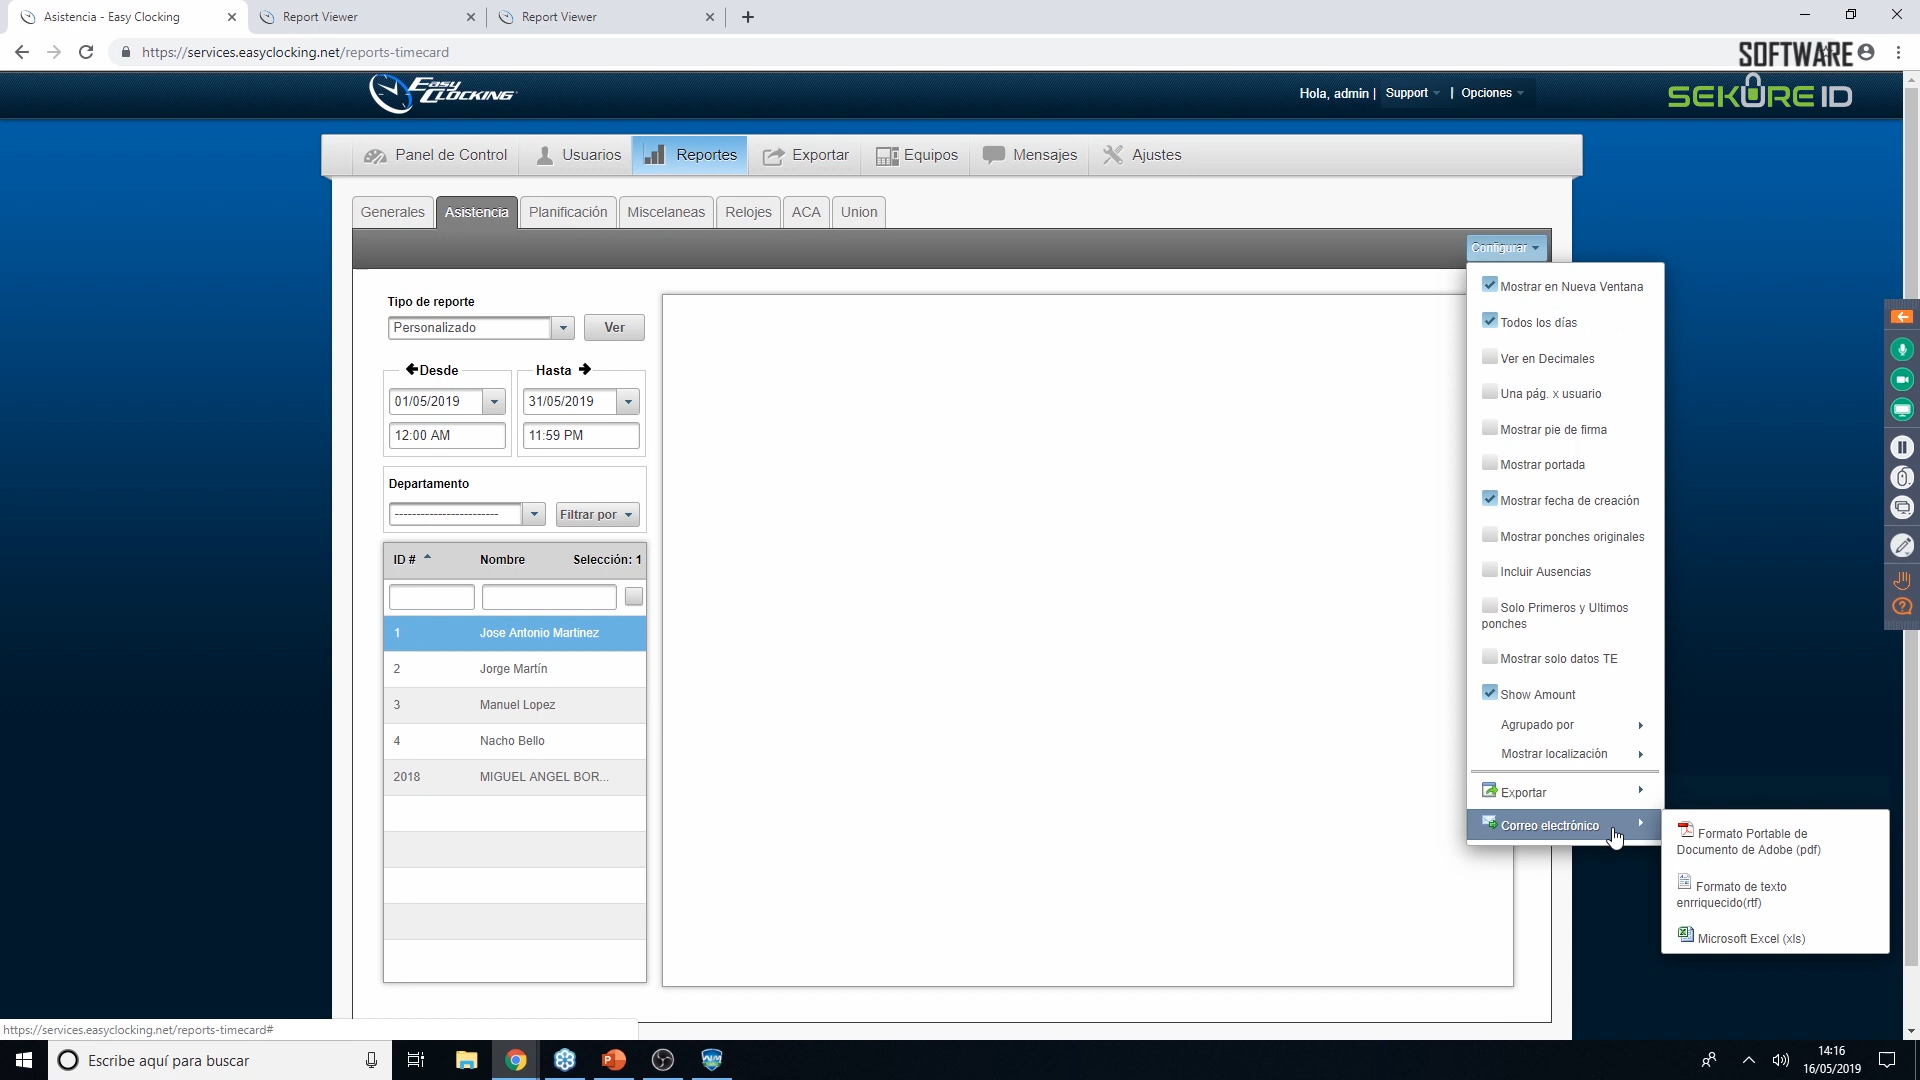 Asistencia - Easy Clocking
Report Viewer
Report Viewer
https://services.easyclocking.net/reports-timecard
SOFTWARE
Easy Clocking
Hola, admin |
Support
|
Opciones
SEKURE ID
Panel de Control
Usuarios
Reportes
Exportar
Equipos
Mensajes
Ajustes
Generales
Asistencia
Planificación
Miscelaneas
Relojes
ACA
Union
Configurar
Tipo de reporte
Personalizado
Ver
Desde
Hasta
01/05/2019
31/05/2019
12:00 AM
11:59 PM
Departamento
------------------------
Filtrar por
ID #
Nombre
Selección: 1
1
Jose Antonio Martinez
2
Jorge Martín
3
Manuel Lopez
4
Nacho Bello
2018
MIGUEL ANGEL BOR...
Mostrar en Nueva Ventana
Todos los días
Ver en Decimales
Una pág. x usuario
Mostrar pie de firma
Mostrar portada
Mostrar fecha de creación
Mostrar ponches originales
Incluir Ausencias
Solo Primeros y Ultimos
ponches
Mostrar solo datos TE
Show Amount
Agrupado por
Mostrar localización
Exportar
Correo electrónico
Formato Portable de
Documento de Adobe (pdf)
Formato de texto
enrriquecido(rtf)
Microsoft Excel (xls)
https://services.easyclocking.net/reports-timecard#
Escribe aquí para buscar
14:16
16/05/2019